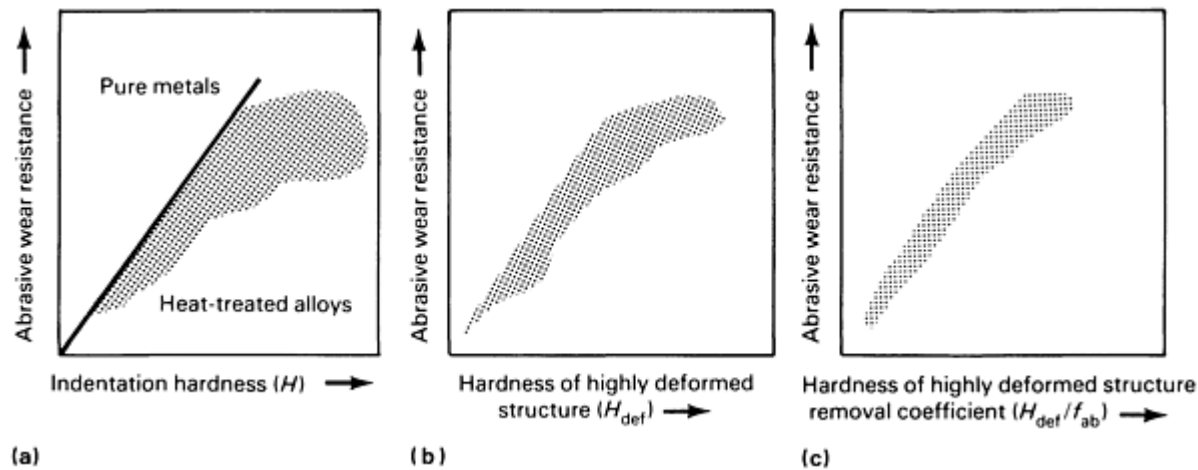 Abrasive wear resistance
Pure metals
Heat-treated alloys
Indentation hardness (H)
(a)
Abrasive wear resistance
Hardness of highly deformed
structure (H_def)
(b)
Abrasive wear resistance
Hardness of highly deformed structure
removal coefficient (H_def/f_ab)
(c)